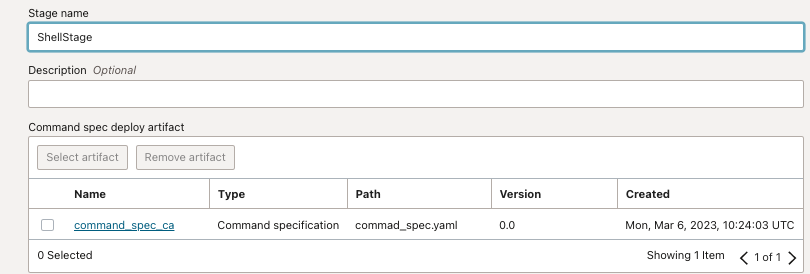 Stage name
ShellStage
Description Optional
Command spec deploy artifact
Select artifact Remove artifact
Name Type Path Version Created
command_spec_ca Command specification commad_spec.yaml 0.0 Mon, Mar 6, 2023, 10:24:03 UTC
0 Selected Showing 1 Item < 1 of 1 >